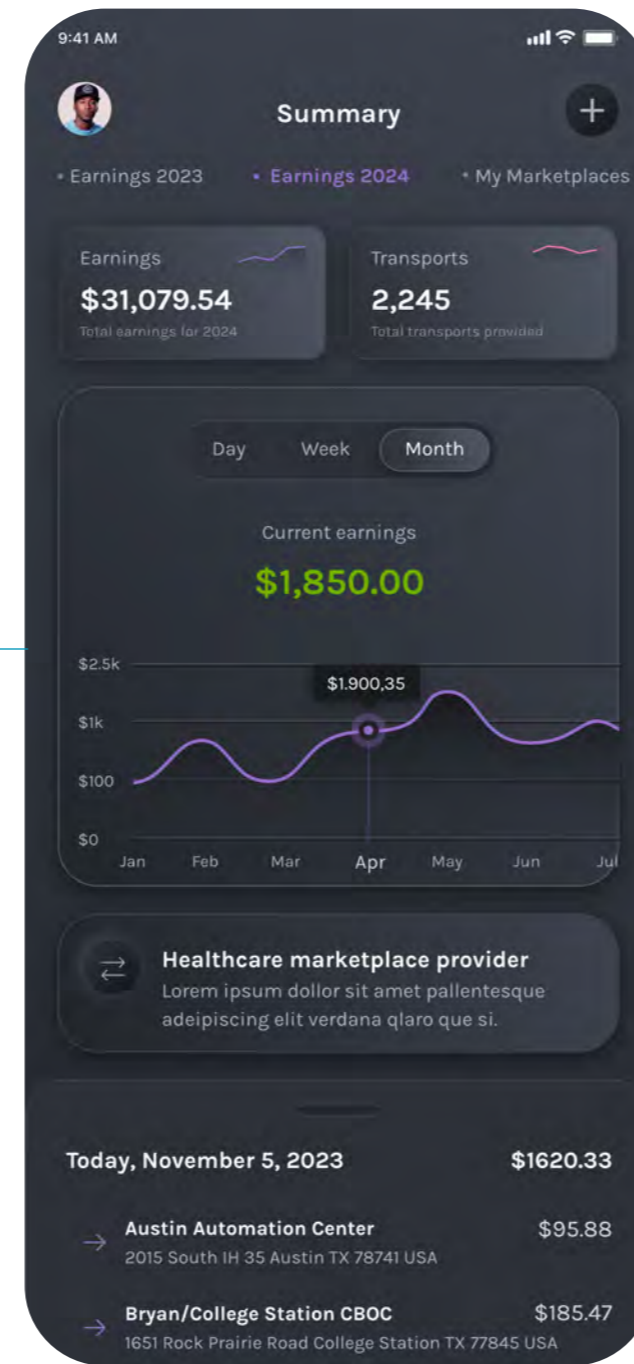 9:41 AM
Summary
Earnings 2023
Earnings 2024
My Marketplaces
Earnings
$31,079.54
Total earnings for 2024
Transports
2,245
Total transports provided
Day
Week
Month
Current earnings
$1,850.00
$2.5k
$1.900,35
$1k
$100
$0
Jan
Feb
Mar
Apr
May
Jun
Jul
Healthcare marketplace provider
Lorem ipsum dollor sit amet pallentesque
adeipiscing elit verdana qlaro que si.
Today, November 5, 2023
$1620.33
Austin Automation Center
$95.88
2015 South IH 35 Austin TX 78741 USA
Bryan/College Station CBOC
$185.47
1651 Rock Prairie Road College Station TX 77845 USA